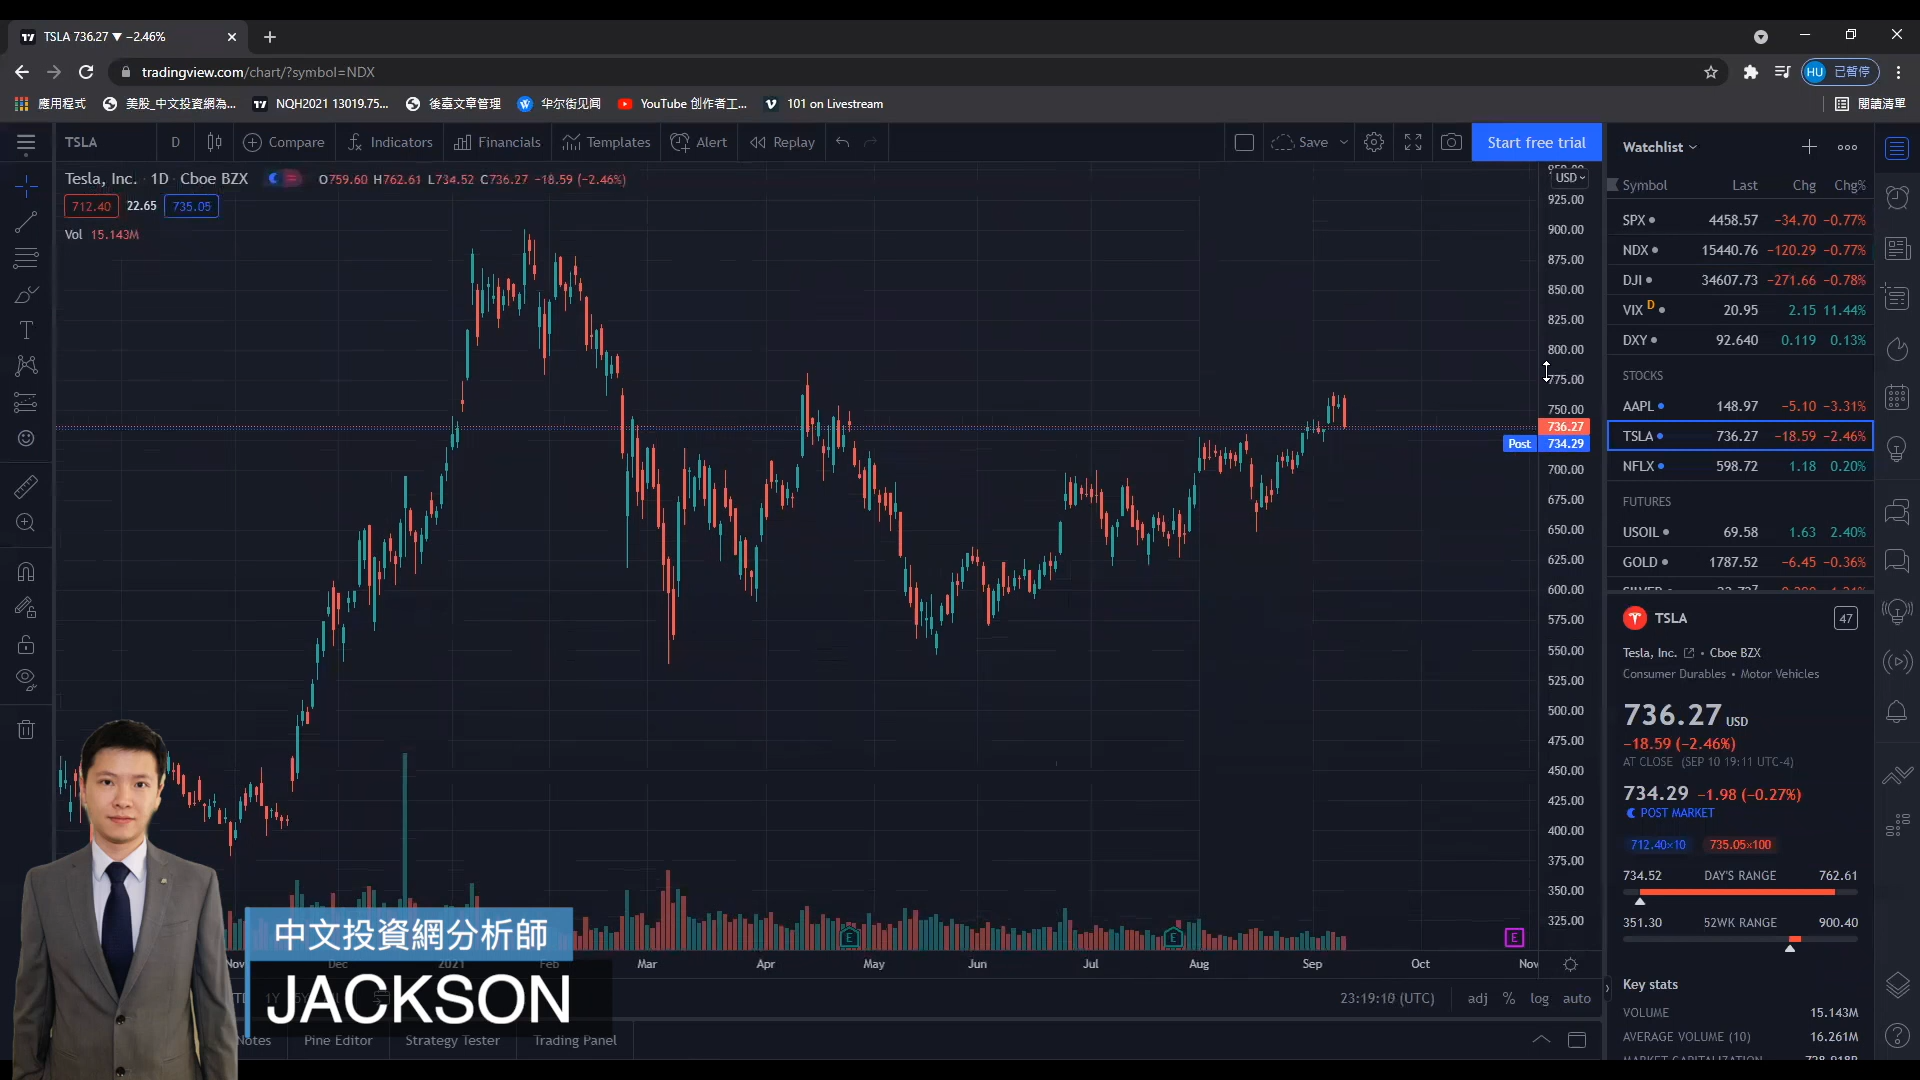 TSLA 736.27 ▼ −2.46%
tradingview.com/chart/?symbol=NDX
HU 已暫停
應用程式 美股_中文投資網為... NQH2021 13019.75... 後臺文章管理 华尔街见闻 YouTube 创作者工... 101 on Livestream 閱讀清單
TSLA D Compare Indicators Financials Templates Alert Replay Save Start free trial
Tesla, Inc. 1D Cboe BZX O759.60 H762.61 L734.52 C736.27 −18.59 (−2.46%)
712.40 22.65 735.05
Vol 15.143M
USD
925.00
900.00
875.00
850.00
825.00
800.00
775.00
750.00
736.27
Post 734.29
700.00
675.00
650.00
625.00
600.00
575.00
550.00
525.00
500.00
475.00
450.00
425.00
400.00
375.00
350.00
325.00
E E E
Nov Dec 2021 Feb Mar Apr May Jun Jul Aug Sep Oct Nov
23:19:10 (UTC) adj % log auto
Notes Pine Editor Strategy Tester Trading Panel
中文投資網分析師
JACKSON
Watchlist
Symbol Last Chg Chg%
SPX 4458.57 −34.70 −0.77%
NDX 15440.76 −120.29 −0.77%
DJI 34607.73 −271.66 −0.78%
VIX D 20.95 2.15 11.44%
DXY 92.640 0.119 0.13%
STOCKS
AAPL 148.97 −5.10 −3.31%
TSLA 736.27 −18.59 −2.46%
NFLX 598.72 1.18 0.20%
FUTURES
USOIL 69.58 1.63 2.40%
GOLD 1787.52 −6.45 −0.36%
TSLA 47
Tesla, Inc. • Cboe BZX
Consumer Durables • Motor Vehicles
736.27 USD
−18.59 (−2.46%)
AT CLOSE (SEP 10 19:11 UTC-4)
734.29 −1.98 (−0.27%)
POST MARKET
712.40×10 735.05×100
734.52 DAY'S RANGE 762.61
351.30 52WK RANGE 900.40
Key stats
VOLUME 15.143M
AVERAGE VOLUME (10) 16.261M